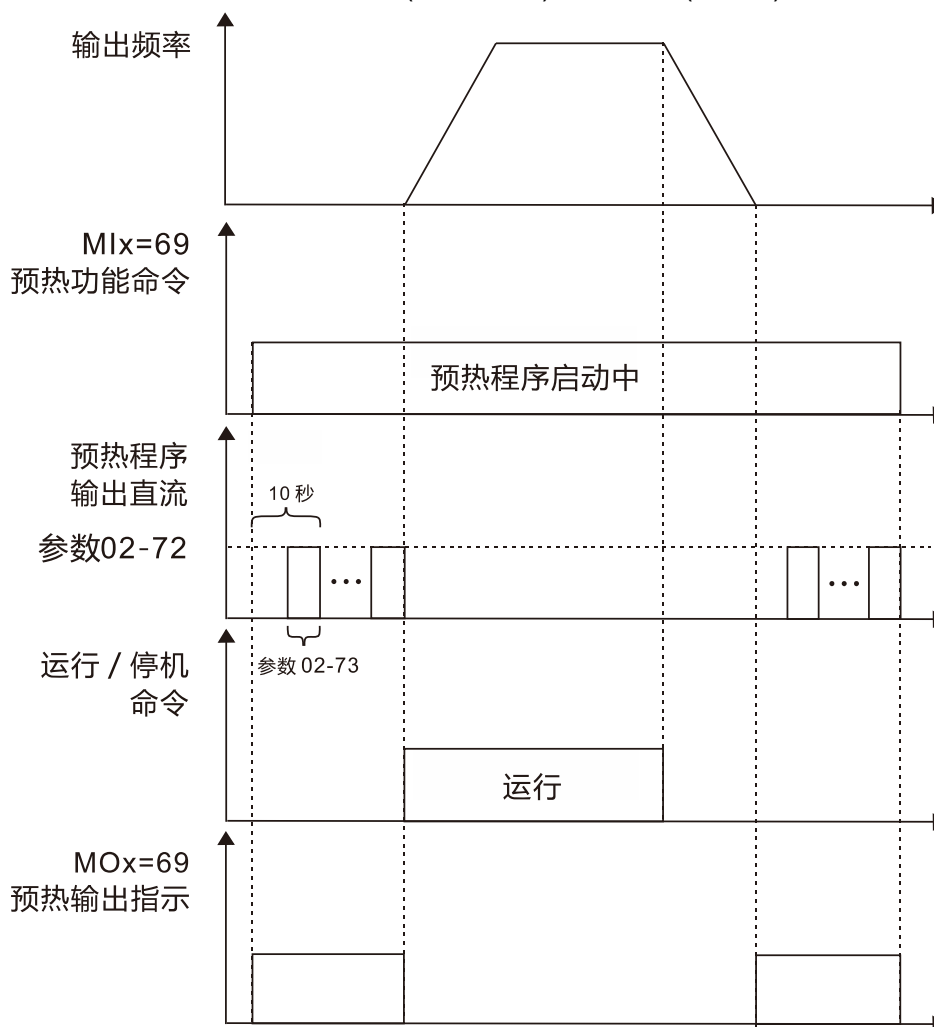 输出频率
MIx=69
预热功能命令
预热程序启动中
预热程序
输出直流
10 秒
参数02-72
参数 02-73
运行 / 停机
命令
运行
MOx=69
预热输出指示